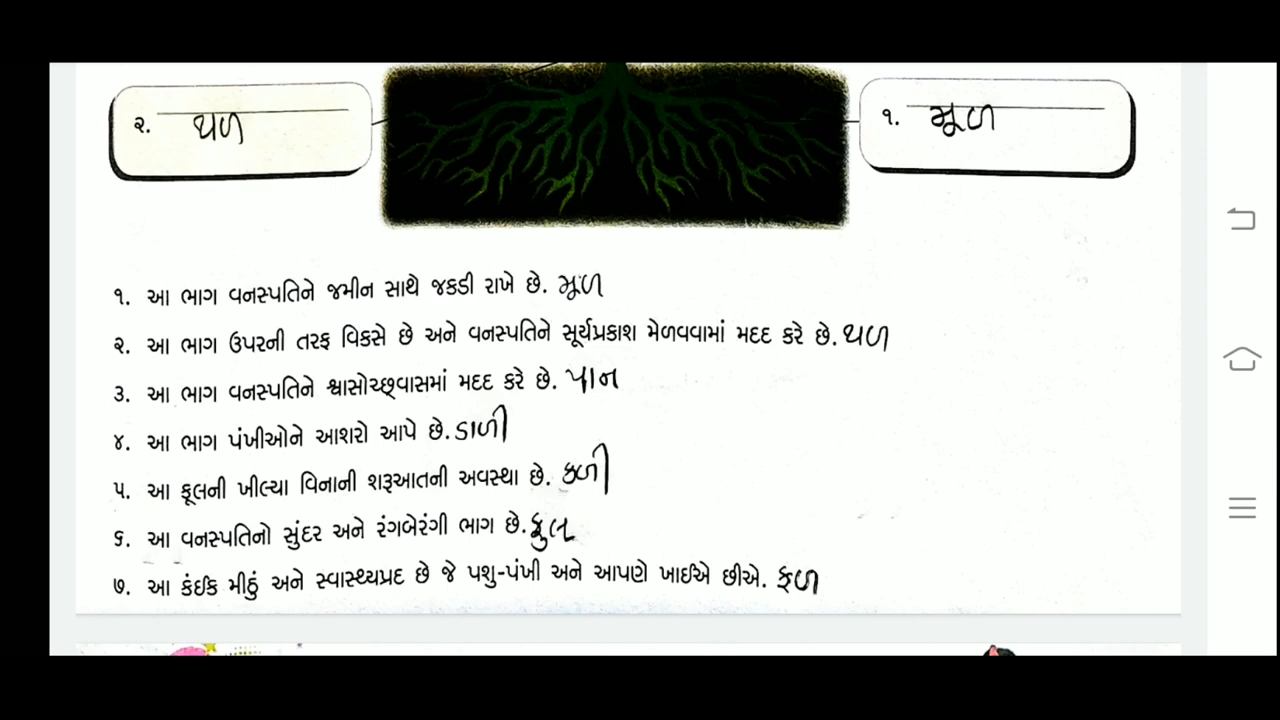 ૨. થળ
૧. મૂળ
૧. આ ભાગ વનસ્પતિને જમીન સાથે જકડી રાખે છે. મૂળ
૨. આ ભાગ ઉપરની તરફ વિકસે છે અને વનસ્પતિને સૂર્યપ્રકાશ મેળવવામાં મદદ કરે છે. થળ
૩. આ ભાગ વનસ્પતિને શ્વાસોચ્છ્વાસમાં મદદ કરે છે. પાન
૪. આ ભાગ પંખીઓને આશરો આપે છે. ડાળી
૫. આ ફૂલની ખીલ્યા વિનાની શરૂઆતની અવસ્થા છે. કળી
૬. આ વનસ્પતિનો સુંદર અને રંગબેરંગી ભાગ છે. ફુલ
૭. આ કંઈક મીઠું અને સ્વાસ્થ્યપ્રદ છે જે પશુ-પંખી અને આપણે ખાઈએ છીએ. ફળ